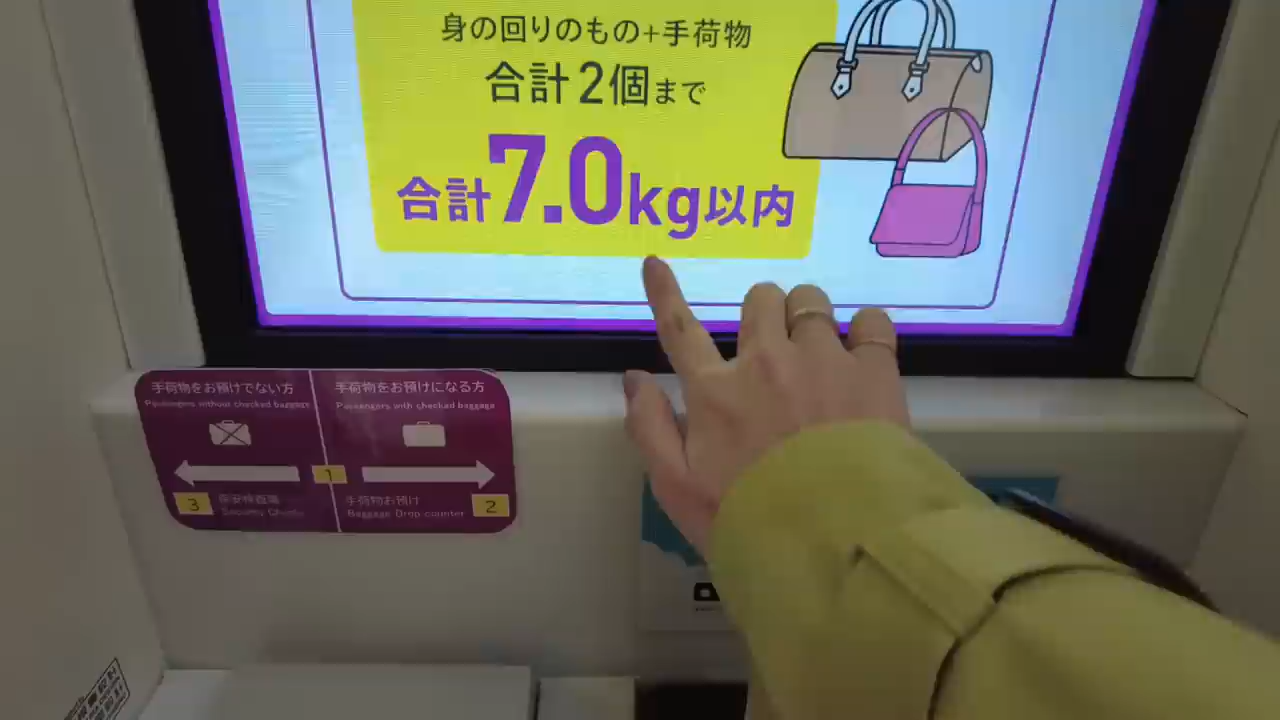 身の回りのもの+手荷物
合計2個まで
合計7.0kg以内
手荷物をお預けでない方
Passengers without checked baggage
手荷物をお預けになる方
Passengers with checked baggage
1
3
保安検査場
Security Check
手荷物お預け
Baggage Drop counter
2